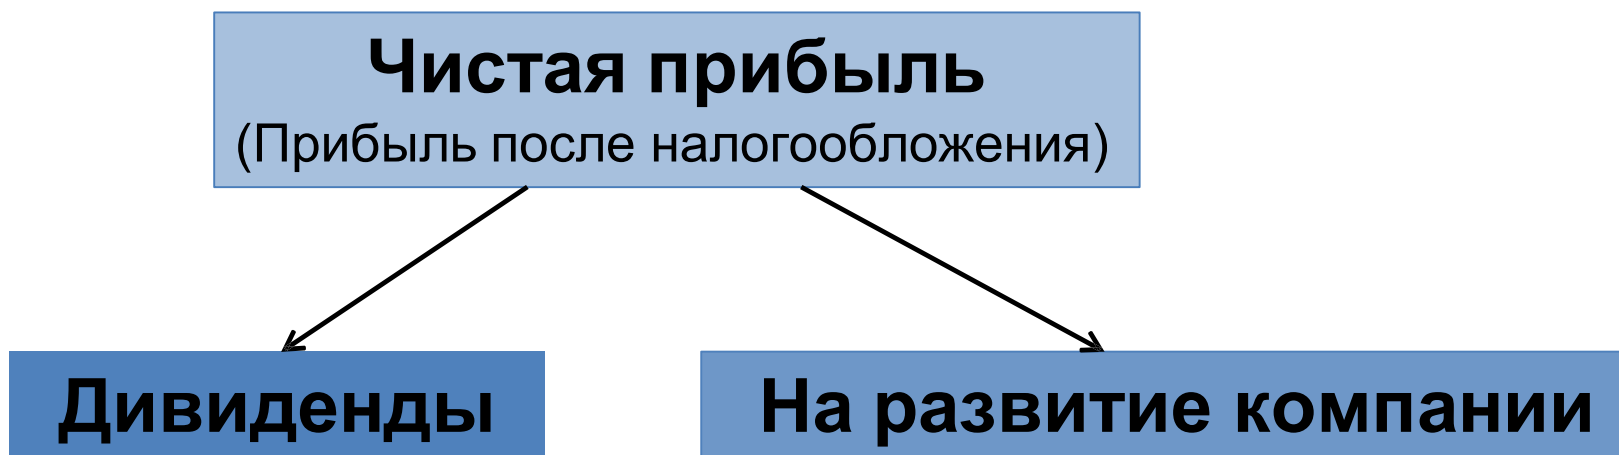 Чистая прибыль
(Прибыль после налогообложения)
Дивиденды
На развитие компании